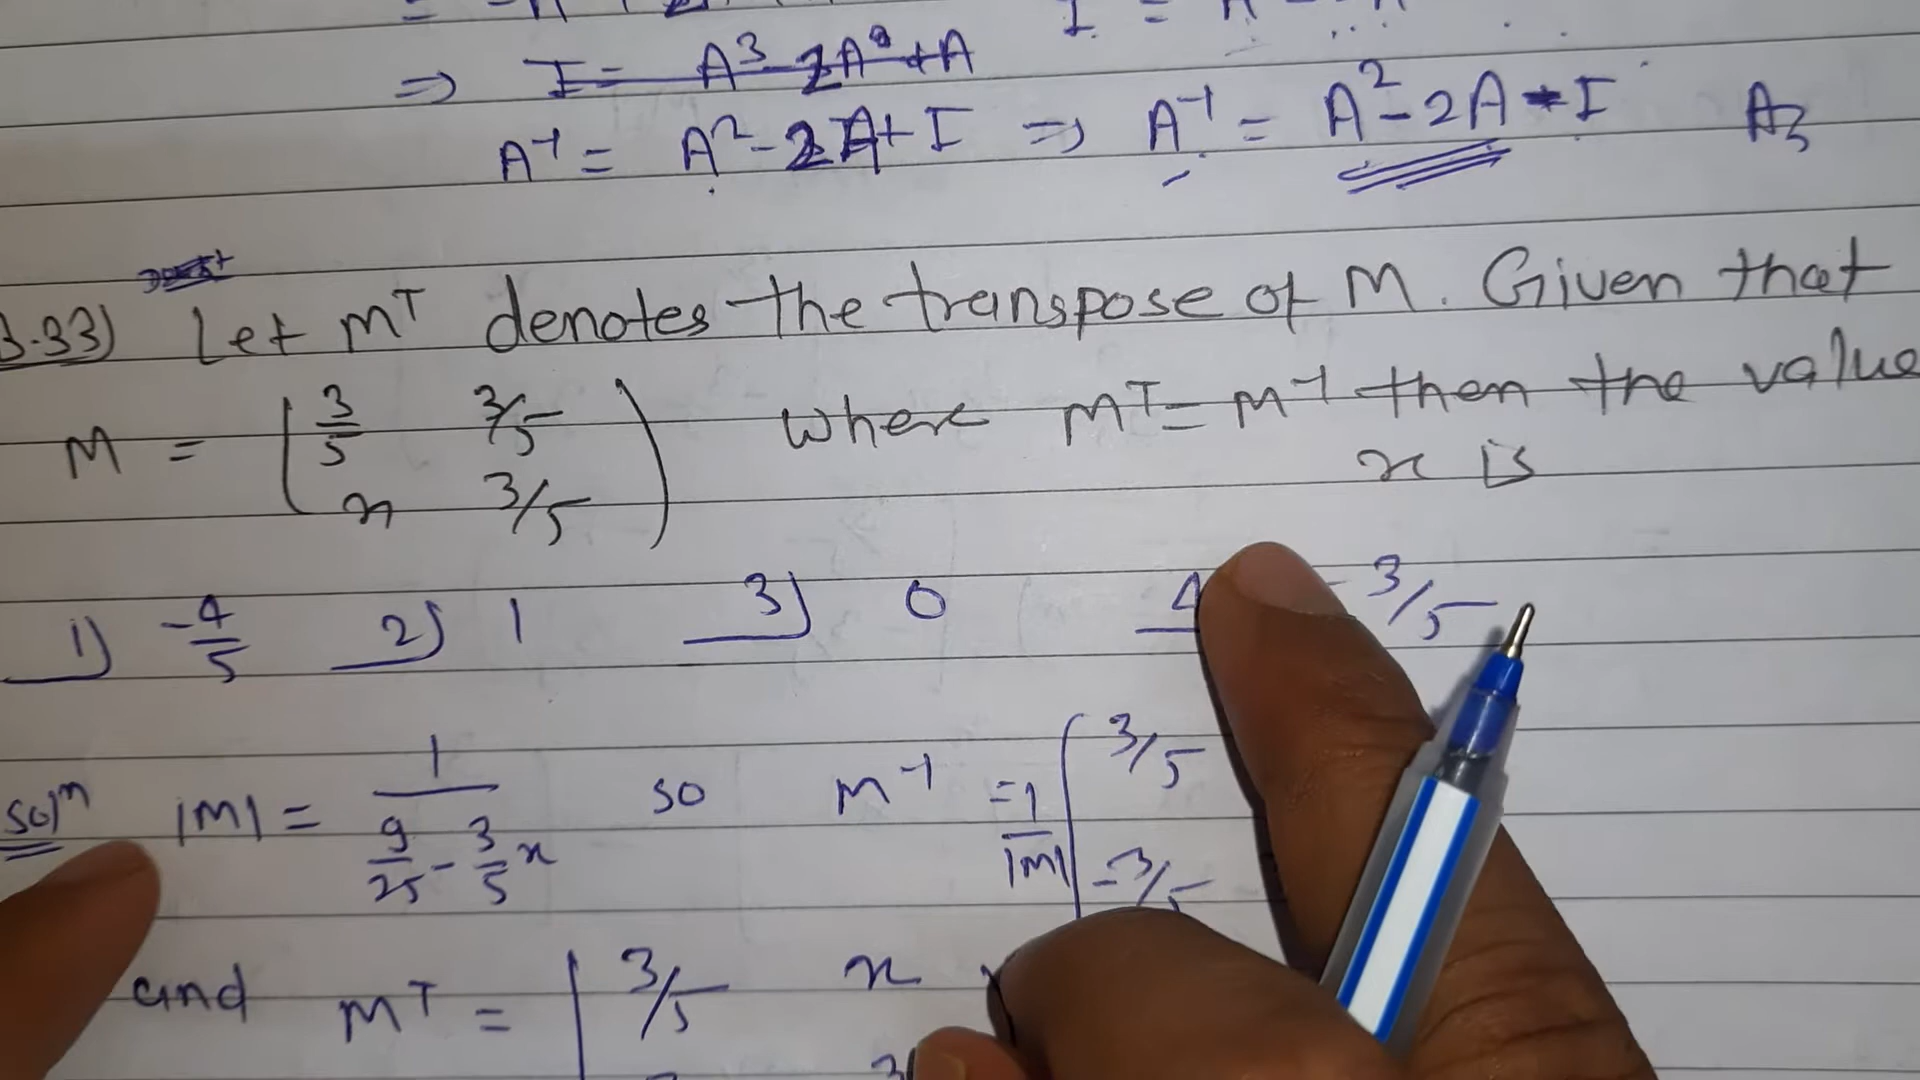 ⇒ I = A³ 2A² + A
A⁻¹ = A² - 2A + I ⇒ A⁻¹ = A² - 2A - I
.33) Let Mᵀ denotes the transpose of M. Given that
M = ( 3/5 3/5
x 3/5 ) where Mᵀ = M⁻¹ then the value
x is
1) -4/5 2) 1 3) 0 4 3/5
Solⁿ |M| = 1/(9/25 - 3/5 x) so M⁻¹ = 1/|M| [ 3/5
-3/5
and Mᵀ = | 3/5 x